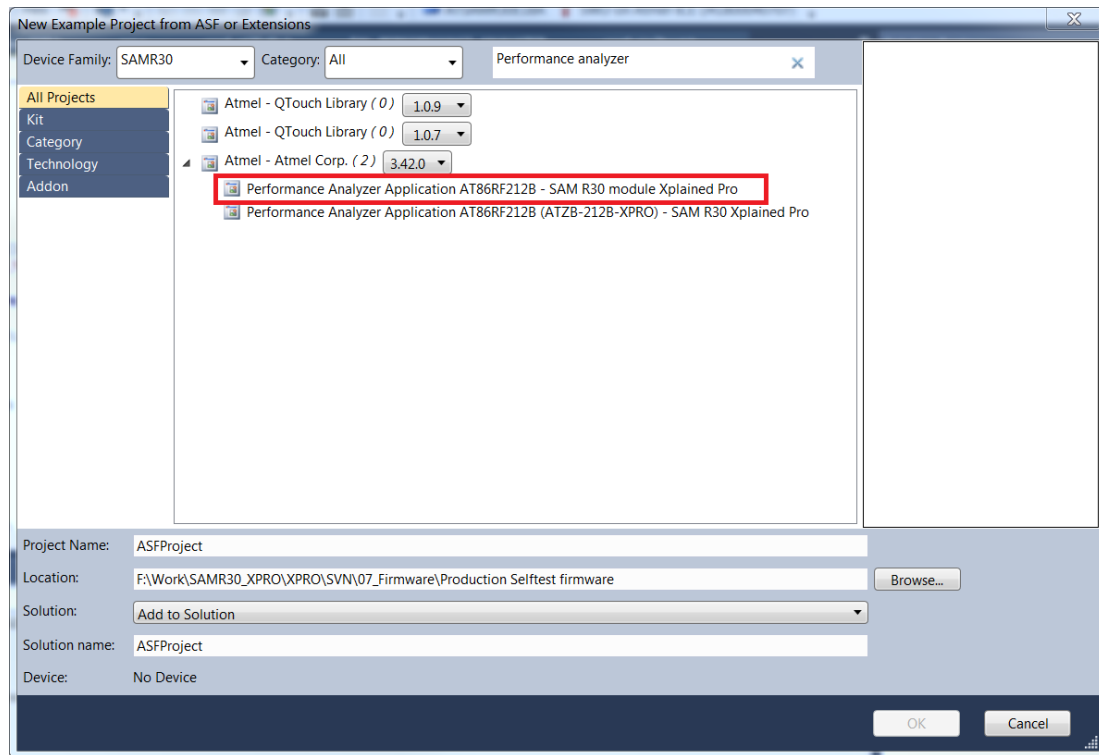 New Example Project from ASF or Extensions
Device Family: SAMR30 Category: All Performance analyzer
All Projects
Kit
Category
Technology
Addon
Atmel - QTouch Library (0) 1.0.9
Atmel - QTouch Library (0) 1.0.7
Atmel - Atmel Corp. (2) 3.42.0
Performance Analyzer Application AT86RF212B - SAM R30 module Xplained Pro
Performance Analyzer Application AT86RF212B (ATZB-212B-XPRO) - SAM R30 Xplained Pro
Project Name: ASFProject
Location: F:\Work\SAMR30_XPRO\XPRO\SVN\07_Firmware\Production Selftest firmware Browse...
Solution: Add to Solution
Solution name: ASFProject
Device: No Device
OK Cancel